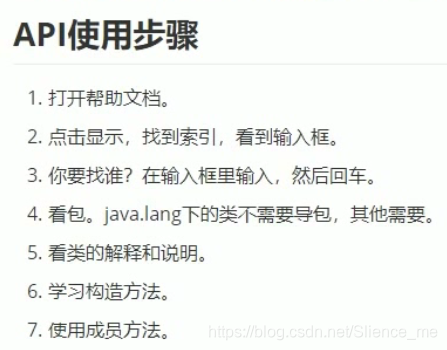 API使用步骤
1. 打开帮助文档。
2. 点击显示，找到索引，看到输入框。
3. 你要找谁？在输入框里输入，然后回车。
4. 看包。java.lang下的类不需要导包，其他需要。
5. 看类的解释和说明。
6. 学习构造方法。
7. 使用成员方法。
https://blog.csdn.net/Silence_me